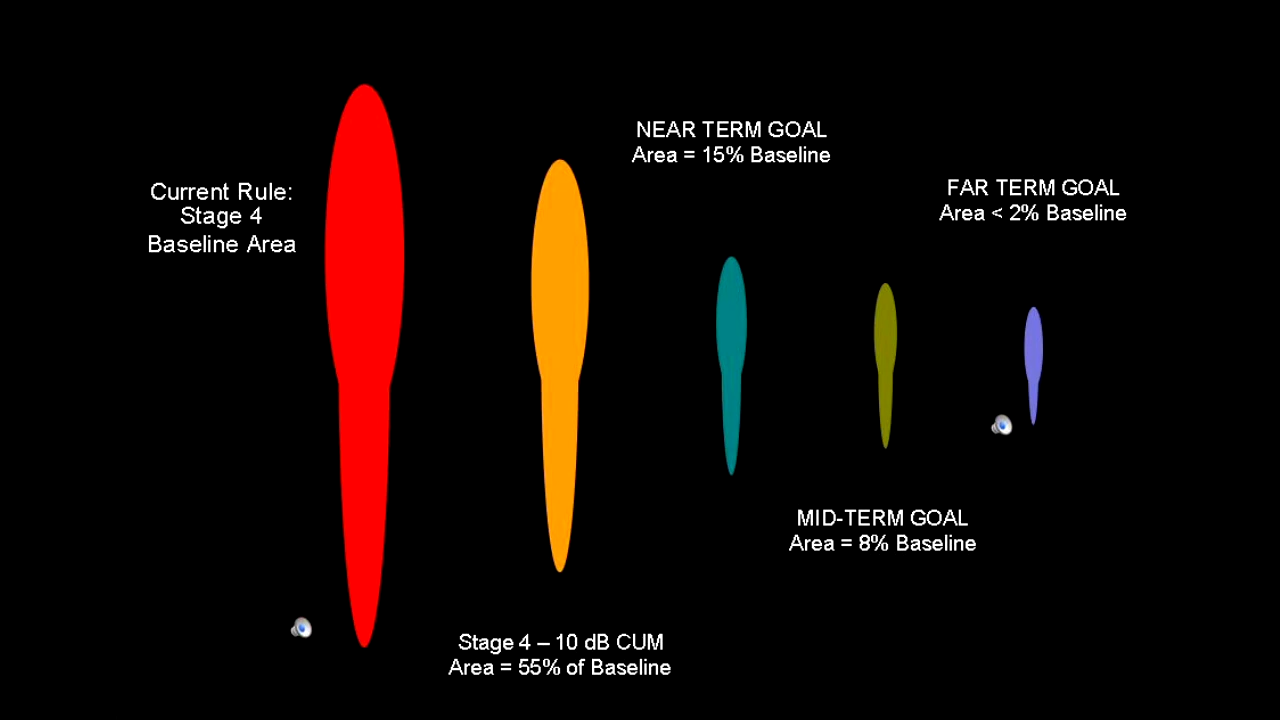 Current Rule:
Stage 4
Baseline Area
Stage 4 – 10 dB CUM
Area = 55% of Baseline
NEAR TERM GOAL
Area = 15% Baseline
MID-TERM GOAL
Area = 8% Baseline
FAR TERM GOAL
Area < 2% Baseline